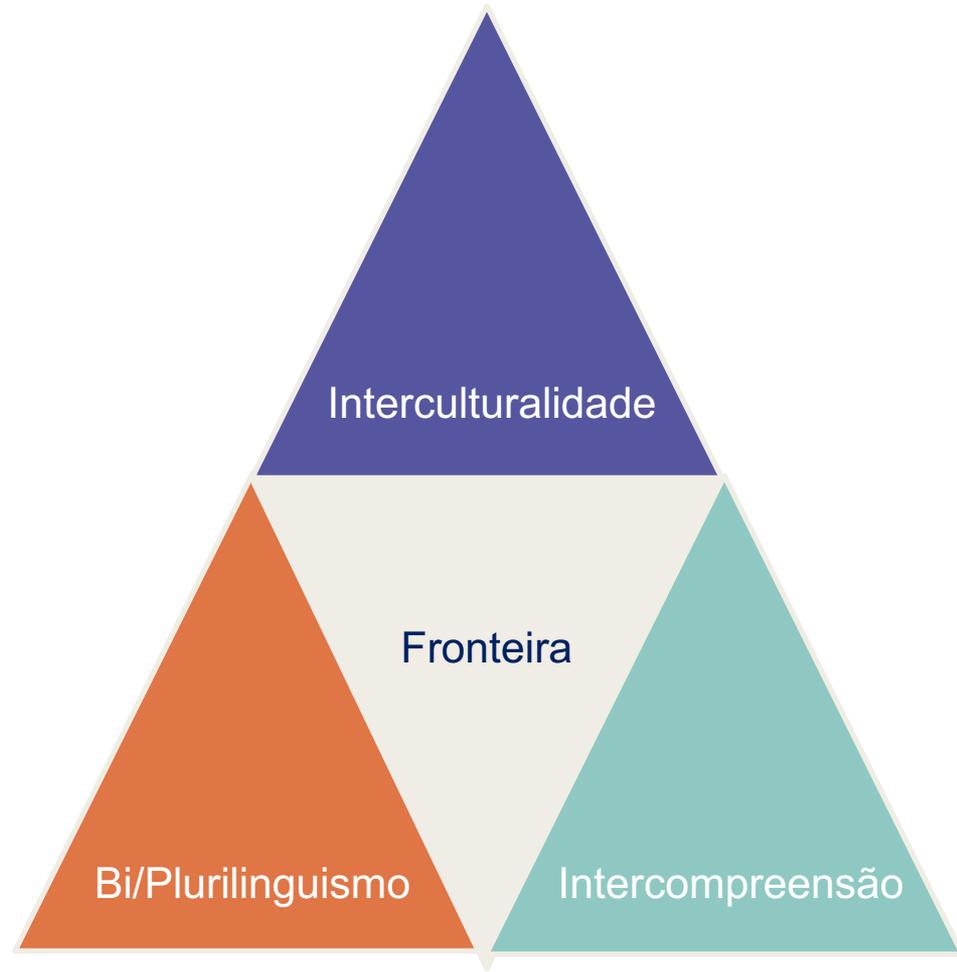 Interculturalidade
Fronteira
Bi/Plurilinguismo
Intercompreensão